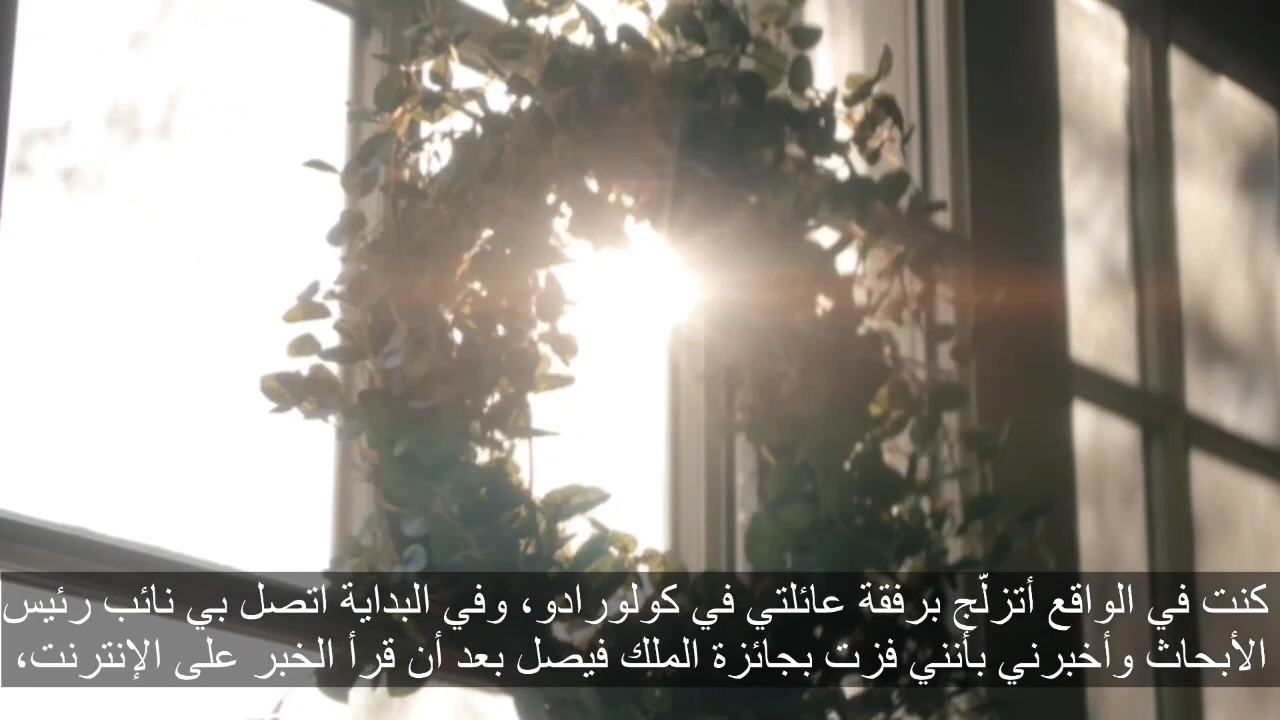 كنت في الواقع أتزلّج برفقة عائلتي في كولورادو، وفي البداية اتصل بي نائب رئيس
الأبحاث وأخبرني بأنني فزت بجائزة الملك فيصل بعد أن قرأ الخبر على الإنترنت،